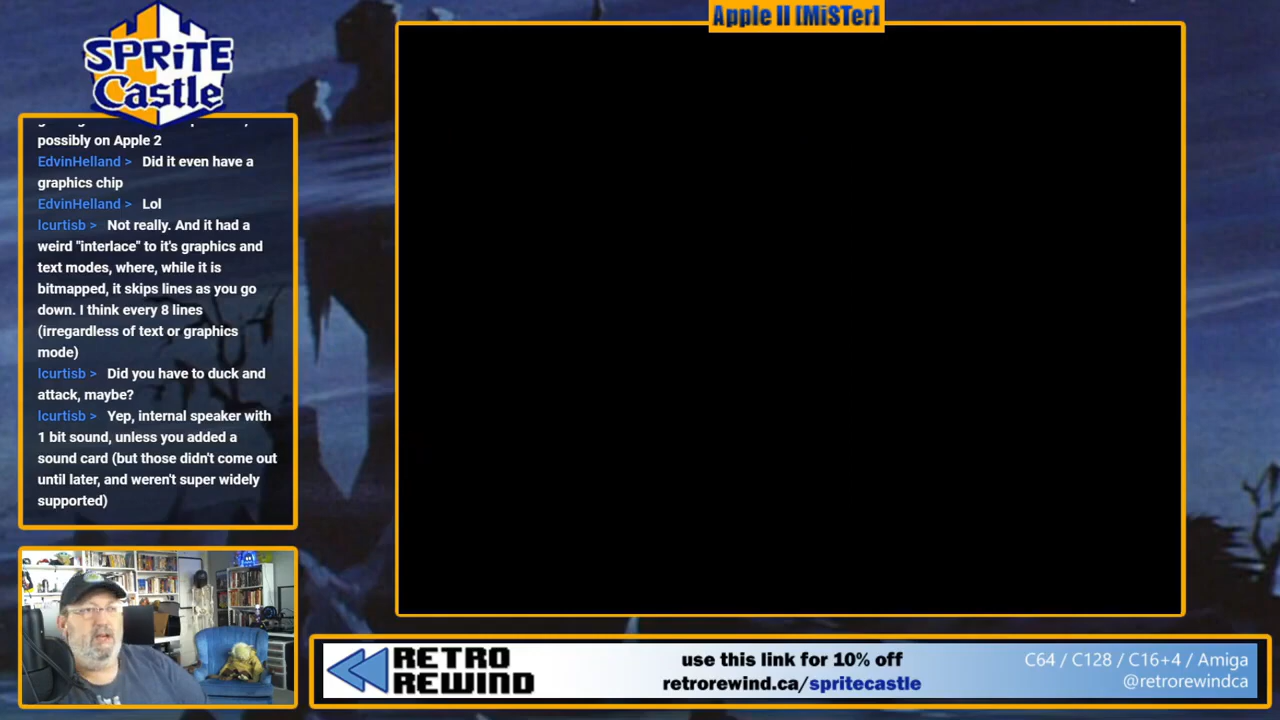 Apple II [MiSTer]
SPRiTE
Castle
possibly on Apple 2
EdvinHelland > Did it even have a
graphics chip
EdvinHelland > Lol
lcurtisb > Not really. And it had a
weird "interlace" to it's graphics and
text modes, where, while it is
bitmapped, it skips lines as you go
down. I think every 8 lines
(irregardless of text or graphics
mode)
lcurtisb > Did you have to duck and
attack, maybe?
lcurtisb > Yep, internal speaker with
1 bit sound, unless you added a
sound card (but those didn't come out
until later, and weren't super widely
supported)
RETRO
REWIND
use this link for 10% off
retrorewind.ca/spritecastle
C64 / C128 / C16+4 / Amiga
@retrorewindca